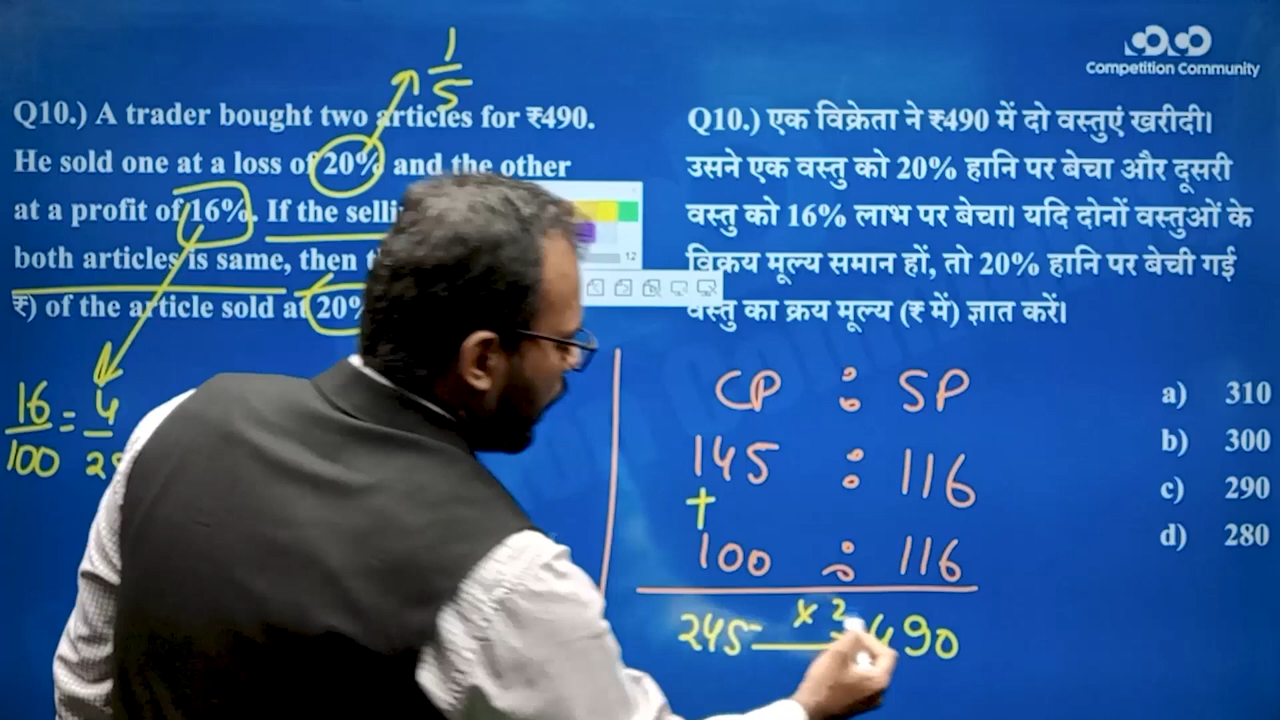 Competition Community
1
5
Q10.) A trader bought two articles for ₹490.
He sold one at a loss of 20% and the other
at a profit of 16%. If the selli
both articles is same, then t
₹) of the article sold at 20%
Q10.) एक विक्रेता ने ₹490 में दो वस्तुएं खरीदी।
उसने एक वस्तु को 20% हानि पर बेचा और दूसरी
वस्तु को 16% लाभ पर बेचा। यदि दोनों वस्तुओं के
विक्रय मूल्य समान हों, तो 20% हानि पर बेची गई
वस्तु का क्रय मूल्य (₹ में) ज्ञात करें।
12
16 = 4
100 2
CP : SP
145 : 116
+
100 : 116
245 × 2 490
a) 310
b) 300
c) 290
d) 280